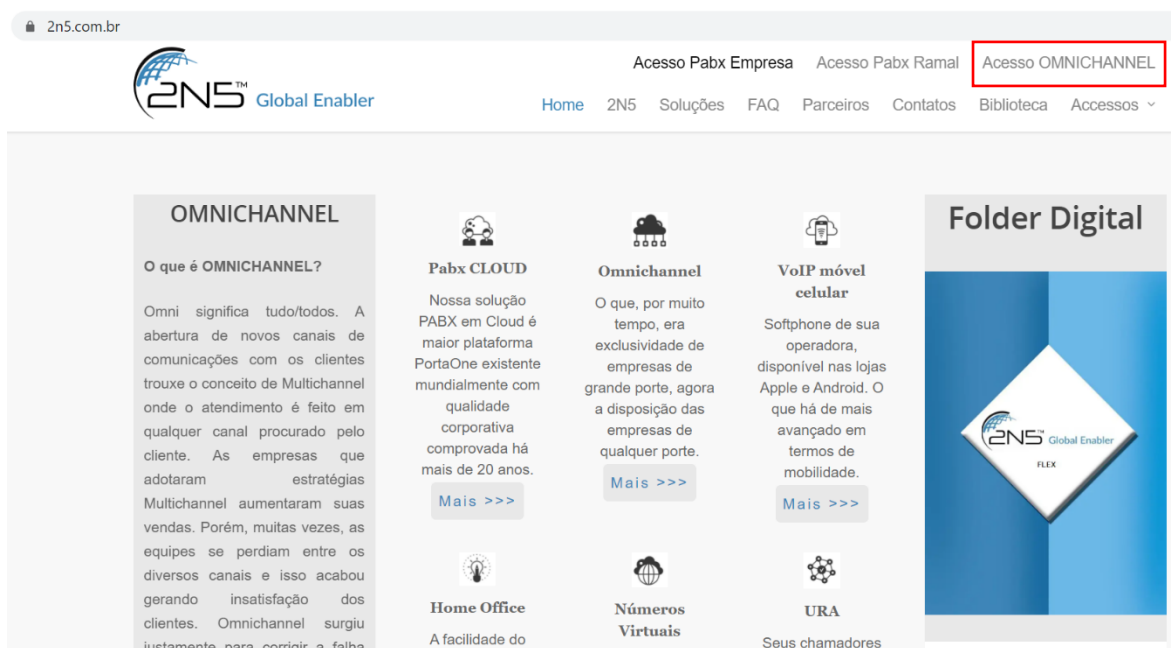 2n5.com.br
Acesso Pabx Empresa Acesso Pabx Ramal Acesso OMNICHANNEL
2N5™ Global Enabler
Home 2N5 Soluções FAQ Parceiros Contatos Biblioteca Accessos
OMNICHANNEL
O que é OMNICHANNEL?
Omni significa tudo/todos. A
abertura de novos canais de
comunicações com os clientes
trouxe o conceito de Multichannel
onde o atendimento é feito em
qualquer canal procurado pelo
cliente. As empresas que
adotaram estratégias
Multichannel aumentaram suas
vendas. Porém, muitas vezes, as
equipes se perdiam entre os
diversos canais e isso acabou
gerando insatisfação dos
clientes. Omnichannel surgiu
justamente para corrigir a falha
Pabx CLOUD
Nossa solução
PABX em Cloud é
maior plataforma
PortaOne existente
mundialmente com
qualidade
corporativa
comprovada há
mais de 20 anos.
Mais >>>
Omnichannel
O que, por muito
tempo, era
exclusividade de
empresas de
grande porte, agora
a disposição das
empresas de
qualquer porte.
Mais >>>
VoIP móvel
celular
Softphone de sua
operadora,
disponível nas lojas
Apple e Android. O
que há de mais
avançado em
termos de
mobilidade.
Mais >>>
Home Office
A facilidade do
Números
Virtuais
URA
Seus chamadores
Folder Digital
2N5™ Global Enabler
FLEX